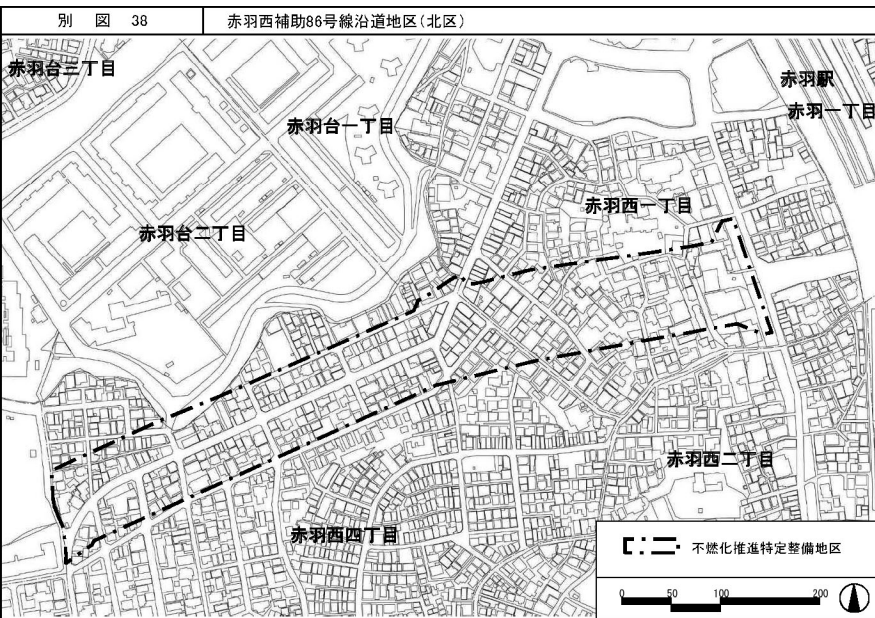 別図 38
赤羽西補助86号線沿道地区(北区)
赤羽台三丁目
赤羽駅
赤羽一丁目
赤羽台一丁目
赤羽西一丁目
赤羽台二丁目
赤羽西二丁目
赤羽西四丁目
不燃化推進特定整備地区
0 50 100 200